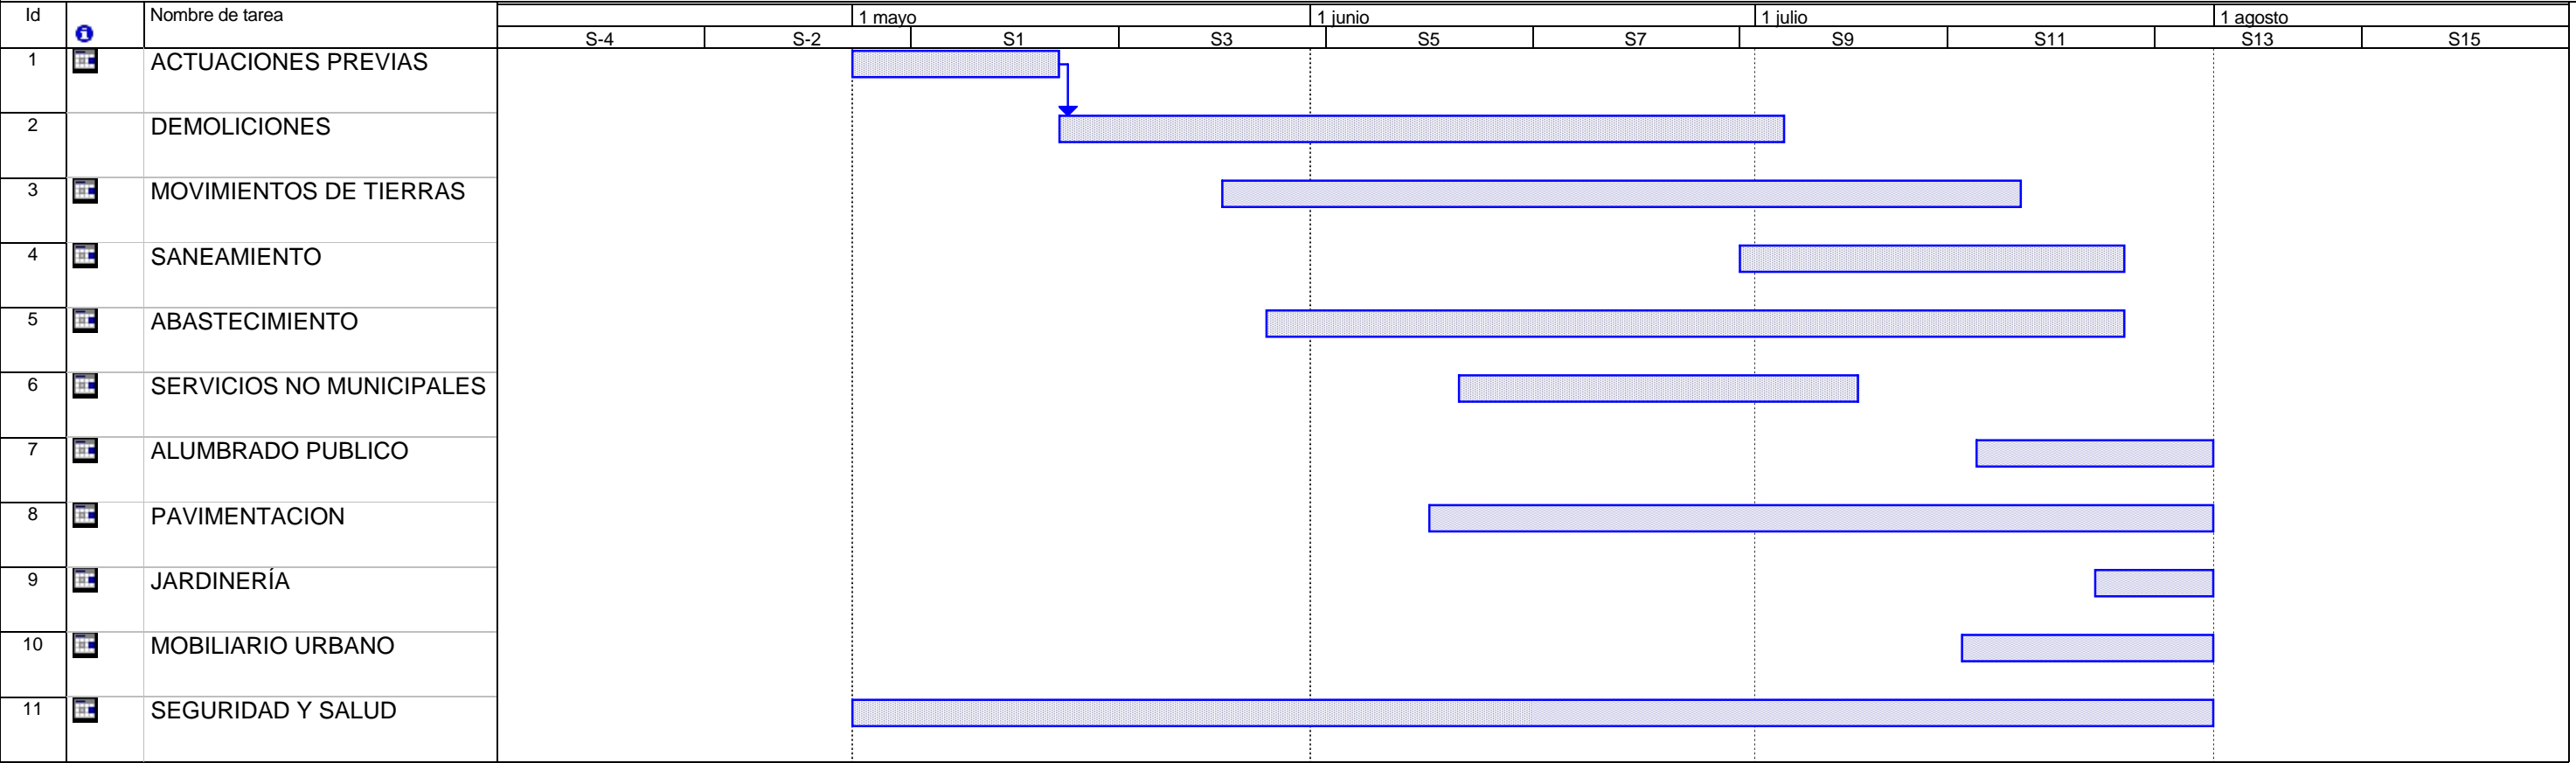 Id Nombre de tarea 1 mayo 1 junio 1 julio 1 agosto
S-4 S-2 S1 S3 S5 S7 S9 S11 S13 S15
1 ACTUACIONES PREVIAS
2 DEMOLICIONES
3 MOVIMIENTOS DE TIERRAS
4 SANEAMIENTO
5 ABASTECIMIENTO
6 SERVICIOS NO MUNICIPALES
7 ALUMBRADO PUBLICO
8 PAVIMENTACION
9 JARDINERÍA
10 MOBILIARIO URBANO
11 SEGURIDAD Y SALUD